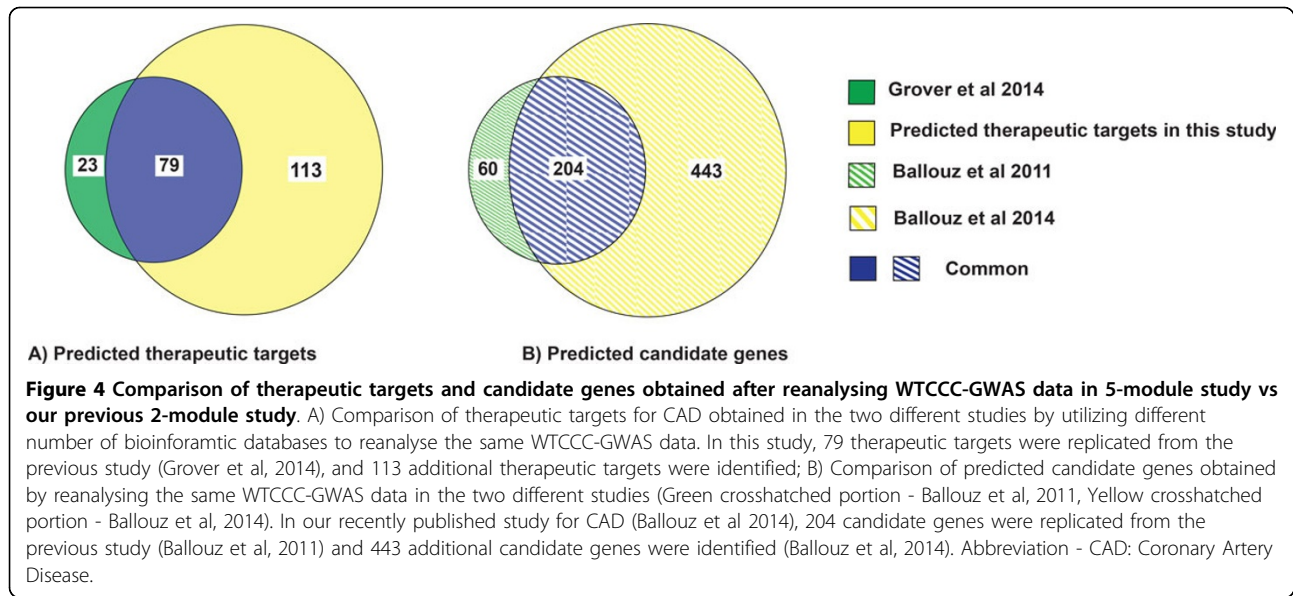 23
79
113
60
204
443
Grover et al 2014
Predicted therapeutic targets in this study
Ballouz et al 2011
Ballouz et al 2014
Common
A) Predicted therapeutic targets
B) Predicted candidate genes
Figure 4 Comparison of therapeutic targets and candidate genes obtained after reanalysing WTCCC-GWAS data in 5-module study vs
our previous 2-module study. A) Comparison of therapeutic targets for CAD obtained in the two different studies by utilizing different
number of bioinforamtic databases to reanalyse the same WTCCC-GWAS data. In this study, 79 therapeutic targets were replicated from the
previous study (Grover et al, 2014), and 113 additional therapeutic targets were identified; B) Comparison of predicted candidate genes obtained
by reanalysing the same WTCCC-GWAS data in the two different studies (Green crosshatched portion - Ballouz et al, 2011, Yellow crosshatched
portion - Ballouz et al, 2014). In our recently published study for CAD (Ballouz et al 2014), 204 candidate genes were replicated from the
previous study (Ballouz et al, 2011) and 443 additional candidate genes were identified (Ballouz et al, 2014). Abbreviation - CAD: Coronary Artery
Disease.